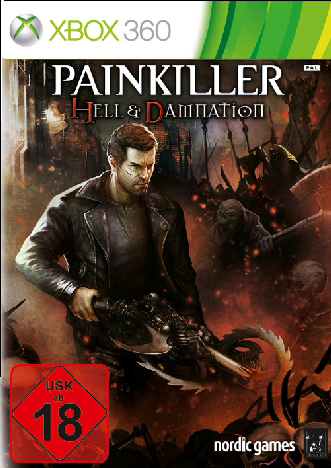 XBOX 360
PAINKILLER
HELL & DAMNATION
PAL
USK
ab
18
nordic games